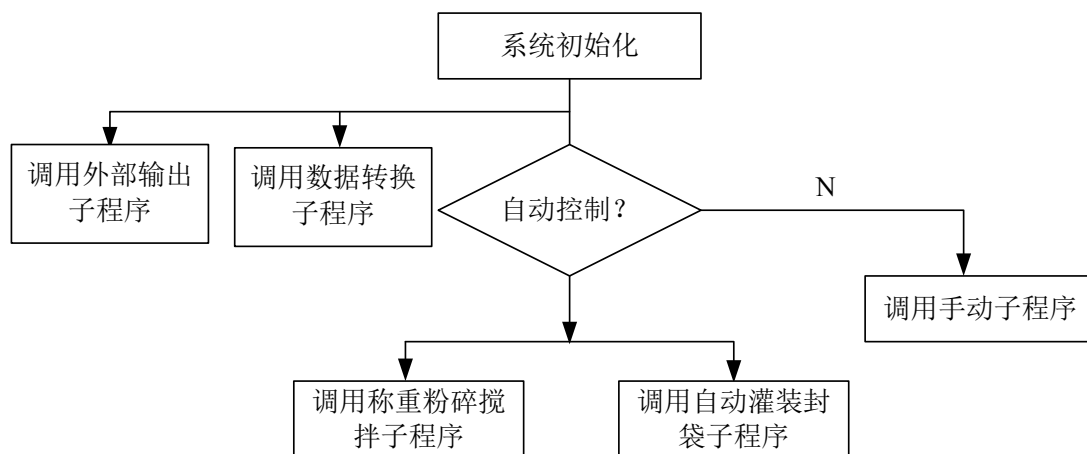 系统初始化
调用外部输出
子程序
调用数据转换
子程序
自动控制？
N
调用手动子程序
调用称重粉碎搅
拌子程序
调用自动灌装封
袋子程序